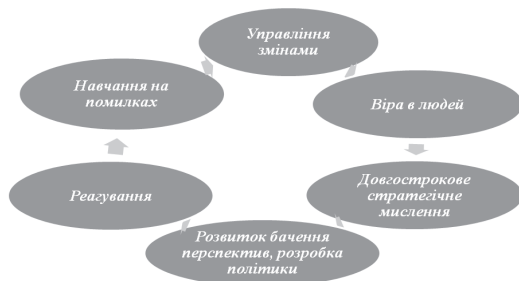 Управління
змінами
Віра в людей
Довгострокове
стратегічне
мислення
Розвиток бачення
перспектив, розробка
політики
Реагування
Навчання на
помилках